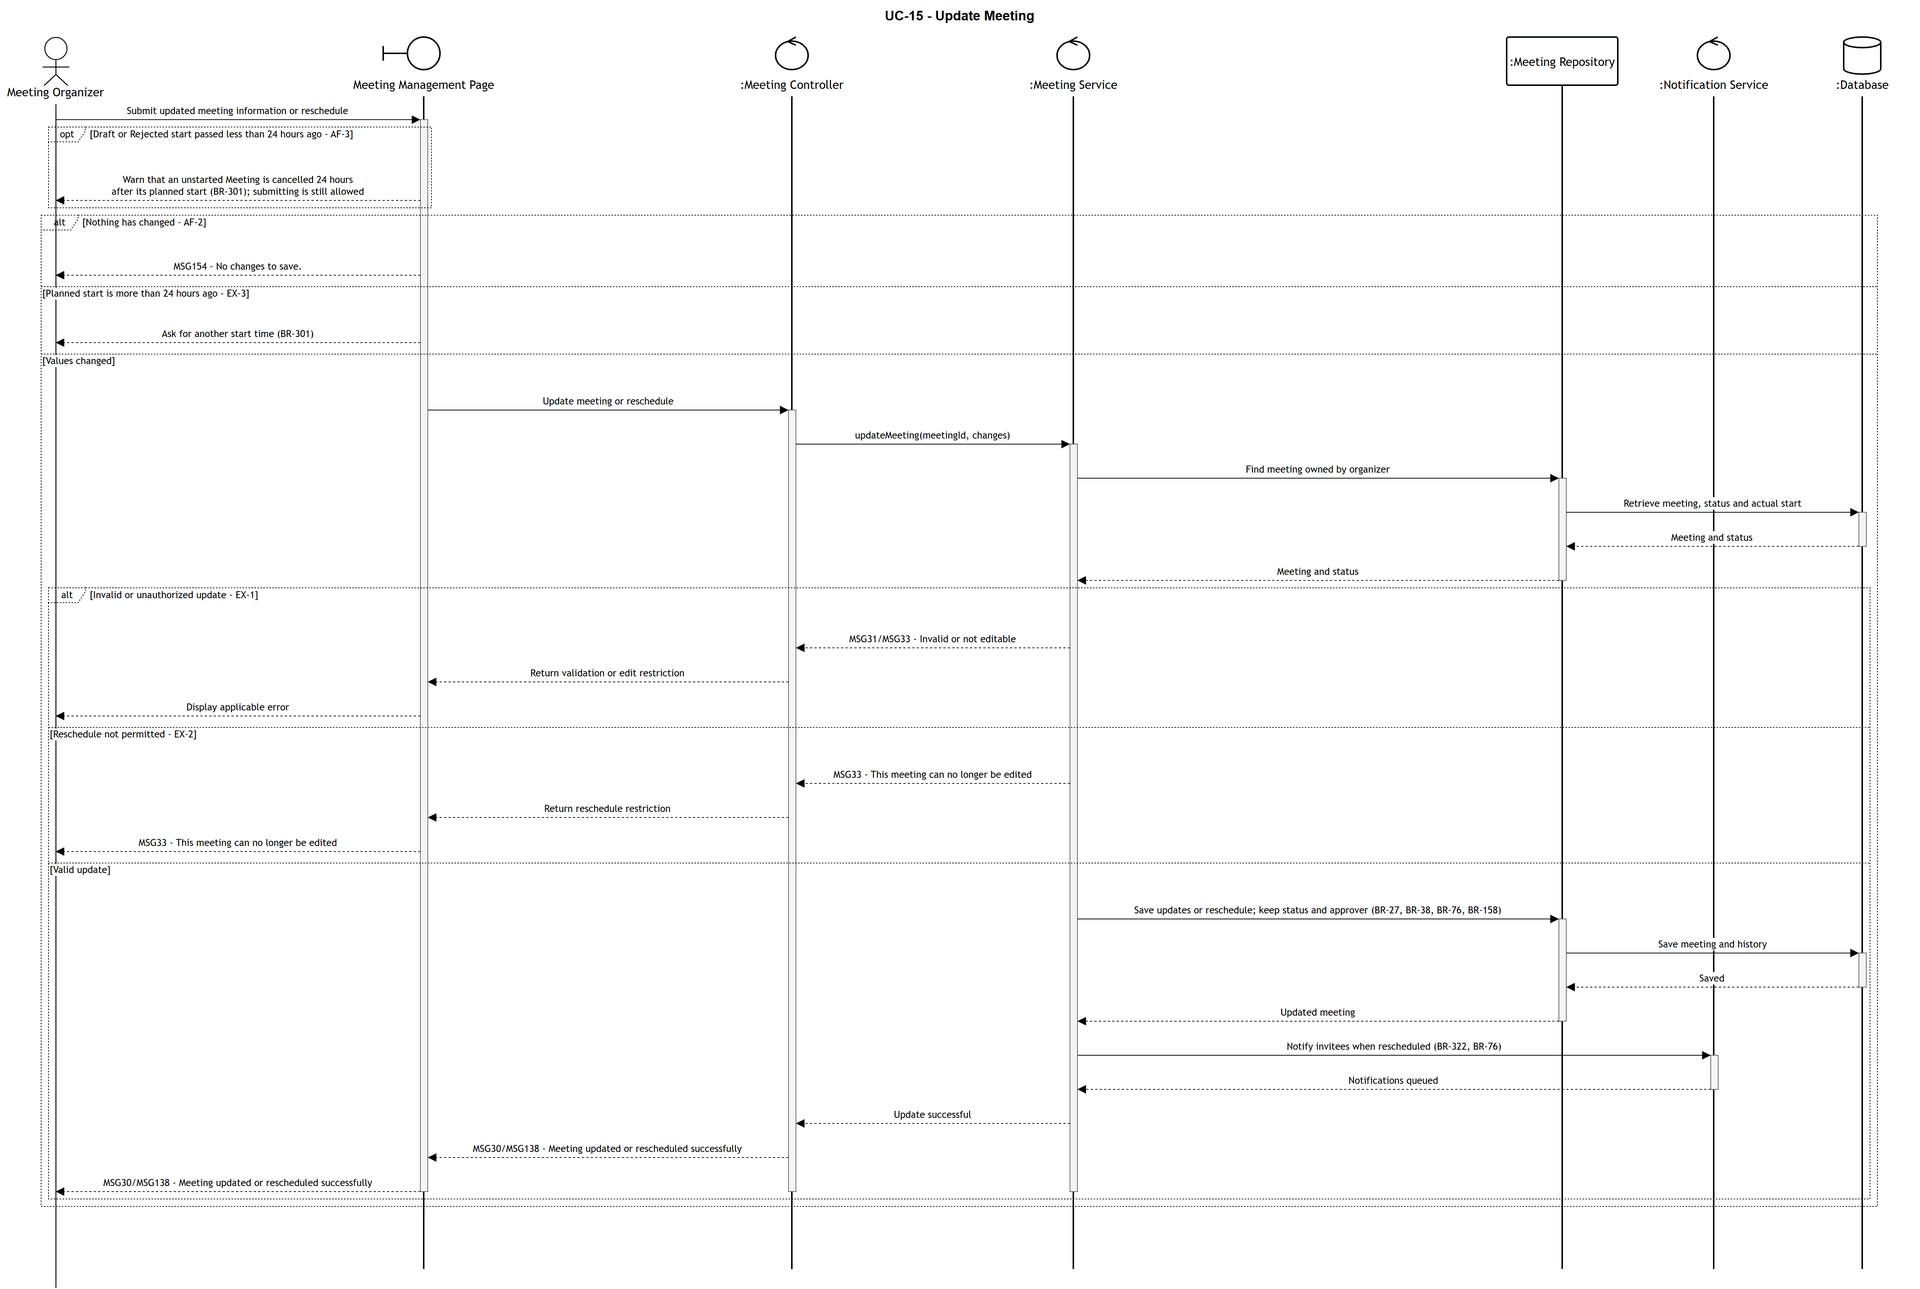 UC-15 - Update Meeting
Meeting Organizer
Meeting Management Page
:Meeting Controller
:Meeting Service
:Meeting Repository
:Notification Service
:Database
Submit updated meeting information or reschedule
opt
[Draft or Rejected start passed less than 24 hours ago - AF-3]
Warn that an unstarted Meeting is cancelled 24 hours
after its planned start (BR-301); submitting is still allowed
alt
[Nothing has changed - AF-2]
MSG154 - No changes to save.
[Planned start is more than 24 hours ago - EX-3]
Ask for another start time (BR-301)
[Values changed]
Update meeting or reschedule
updateMeeting(meetingId, changes)
Find meeting owned by organizer
Retrieve meeting, status and actual start
Meeting and status
Meeting and status
alt
[Invalid or unauthorized update - EX-1]
MSG31/MSG33 - Invalid or not editable
Return validation or edit restriction
Display applicable error
[Reschedule not permitted - EX-2]
MSG33 - This meeting can no longer be edited
Return reschedule restriction
MSG33 - This meeting can no longer be edited
[Valid update]
Save updates or reschedule; keep status and approver (BR-27, BR-38, BR-76, BR-158)
Save meeting and history
Saved
Updated meeting
Notify invitees when rescheduled (BR-322, BR-76)
Notifications queued
Update successful
MSG30/MSG138 - Meeting updated or rescheduled successfully
MSG30/MSG138 - Meeting updated or rescheduled successfully